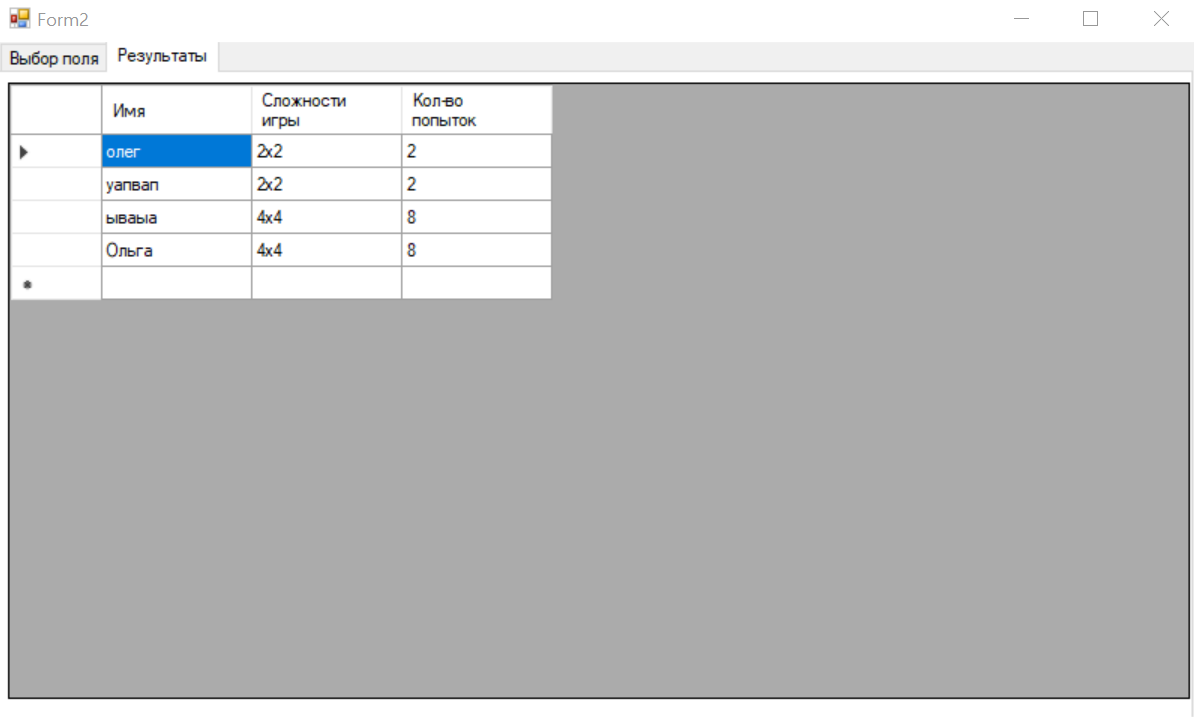 Form2
Выбор поля Результаты
Имя Сложности игры Кол-во попыток
олег 2x2 2
уапвап 2x2 2
ываыа 4x4 8
Ольга 4x4 8